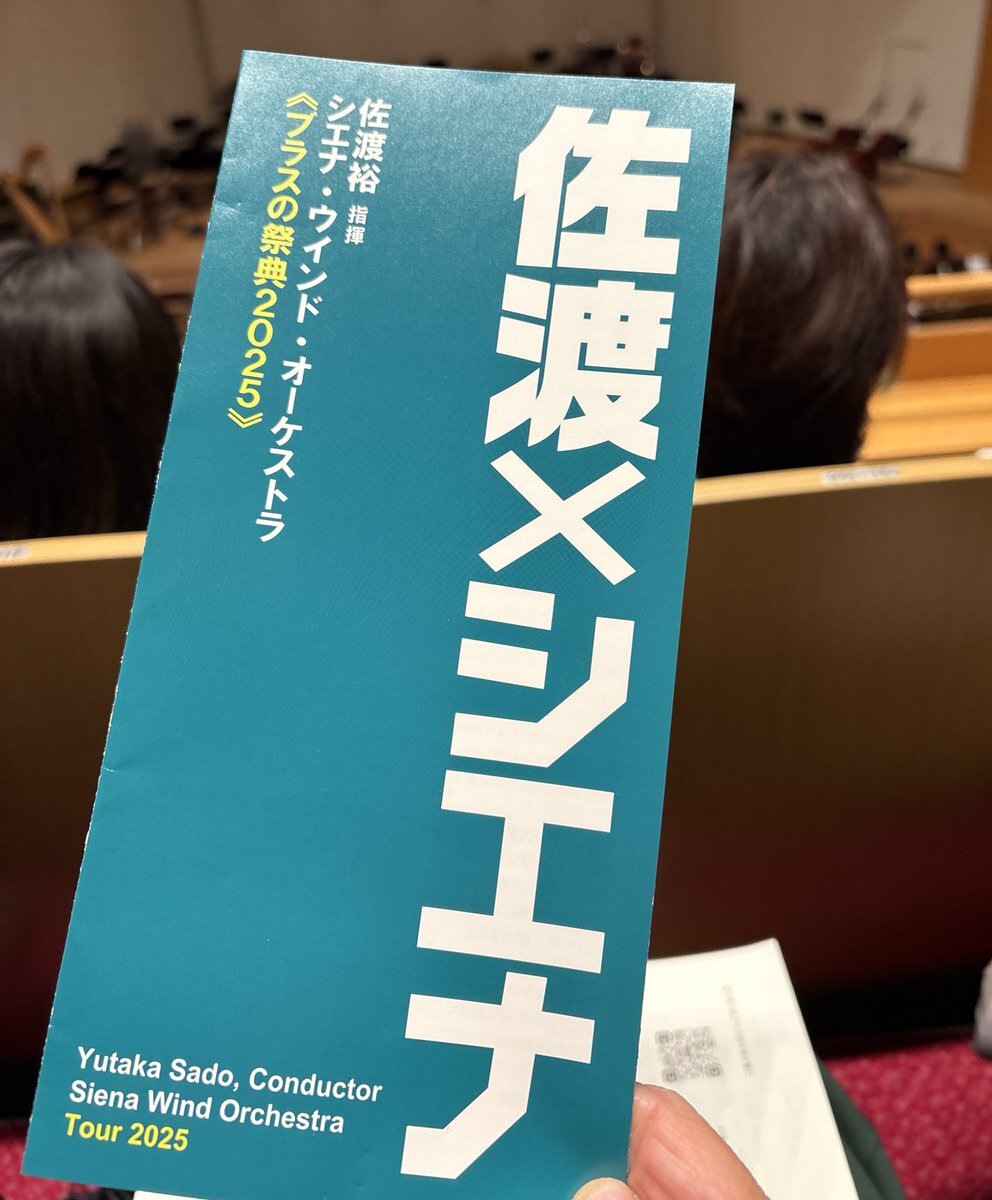 佐渡×シエナ
佐渡裕 指揮
シエナ・ウインド・オーケストラ
《ブラスの祭典2025》
Yutaka Sado, Conductor
Siena Wind Orchestra
Tour 2025